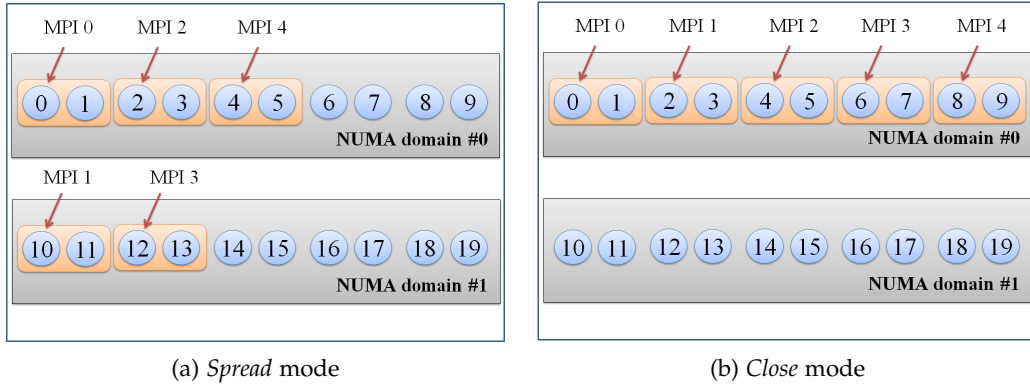 MPI 0 MPI 2 MPI 4
0 1 2 3 4 5 6 7 8 9
NUMA domain #0
MPI 1 MPI 3
10 11 12 13 14 15 16 17 18 19
NUMA domain #1
(a) Spread mode
MPI 0 MPI 1 MPI 2 MPI 3 MPI 4
0 1 2 3 4 5 6 7 8 9
NUMA domain #0
10 11 12 13 14 15 16 17 18 19
NUMA domain #1
(b) Close mode